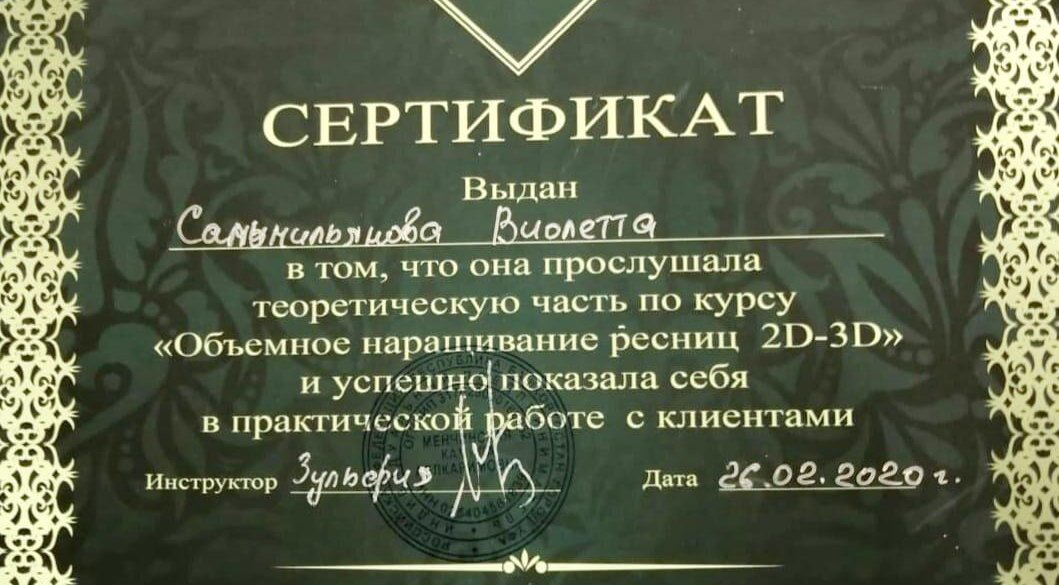 СЕРТИФИКАТ
Выдан
Виолетта
в том, что она прослушала
теоретическую часть по курсу
«Объемное наращивание ресниц 2D-3D»
и успешно показала себя
в практической работе с клиентами
Инструктор Зульфия Дата 26.02.2020 г.